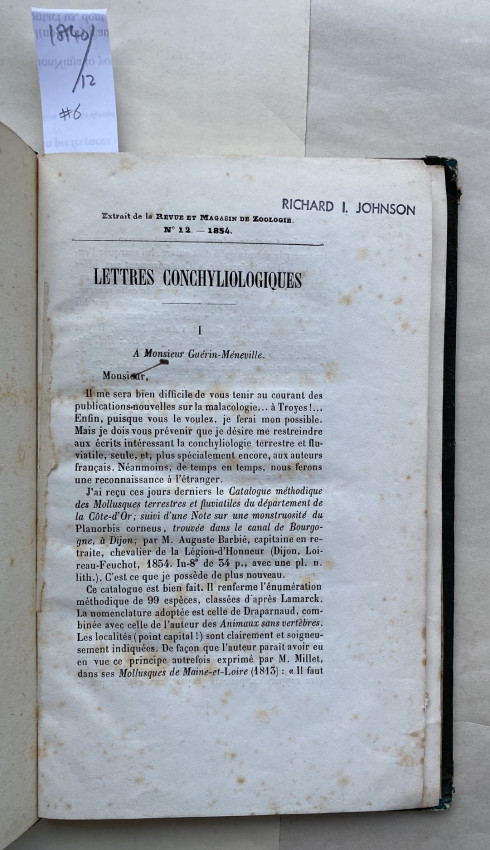 1840/
12
#6
RICHARD I. JOHNSON
Extrait de la REVUE ET MAGASIN DE ZOOLOGIE.
N° 12 — 1854.
LETTRES CONCHYLIOLOGIQUES
I
A Monsieur Guérin-Méneville.
Monsieur,
Il me sera bien difficile de vous tenir au courant des
publications nouvelles sur la malacologie... à Troyes!...
Enfin, puisque vous le voulez, je ferai mon possible.
Mais je dois vous prévenir que je désire me restreindre
aux écrits intéressant la conchyliologie terrestre et flu-
viatile, seule, et, plus spécialement encore, aux auteurs
français. Néanmoins, de temps en temps, nous ferons
une reconnaissance à l'étranger.
J'ai reçu ces jours derniers le Catalogue méthodique
des Mollusques terrestres et fluviatiles du département de
la Côte-d'Or; suivi d'une Note sur une monstruosité du
Planorbis corneus, trouvée dans le canal de Bourgo-
gne, à Dijon; par M. Auguste Barbié, capitaine en re-
traite, chevalier de la Légion-d'Honneur (Dijon, Loi-
reau-Feuchot, 1854. In-8° de 34 p., avec une pl. n.
lith.). C'est ce que je possède de plus nouveau.
Ce catalogue est bien fait. Il renferme l'énumération
méthodique de 99 espèces, classées d'après Lamarck.
La nomenclature adoptée est celle de Draparnaud, com-
binée avec celle de l'auteur des Animaux sans vertèbres.
Les localités (point capital!) sont clairement et soigneu-
sement indiquées. De façon que l'auteur parait avoir eu
en vue ce principe autrefois exprimé par M. Millet,
dans ses Mollusques de Maine-et-Loire (1813) : « Il faut